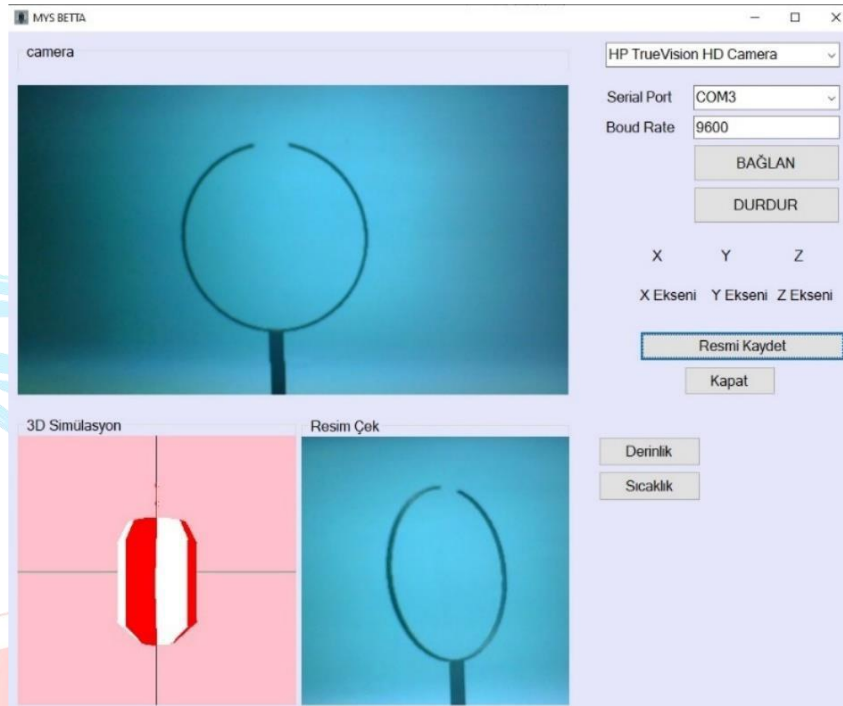 MYS BETTA
camera
HP TrueVision HD Camera
Serial Port COM3
Boud Rate 9600
BAĞLAN
DURDUR
X Y Z
X Ekseni Y Ekseni Z Ekseni
Resmi Kaydet
Kapat
3D Simülasyon
Resim Çek
Derinlik
Sıcaklık